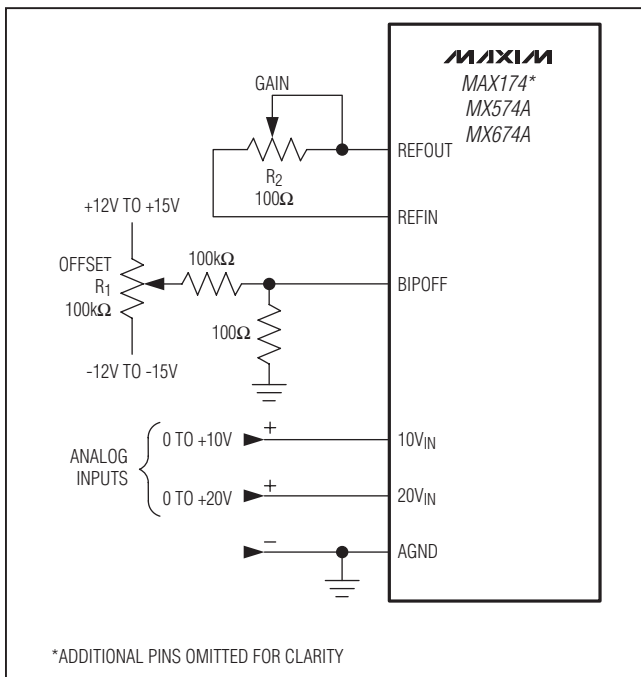 MAXIM
MAX174*
MX574A
MX674A
GAIN
REFOUT
R2
100Ω
REFIN
+12V TO +15V
OFFSET
R1
100kΩ
100kΩ
BIPOFF
100Ω
-12V TO -15V
ANALOG
INPUTS
0 TO +10V
+
10VIN
0 TO +20V
+
20VIN
−
AGND
*ADDITIONAL PINS OMITTED FOR CLARITY